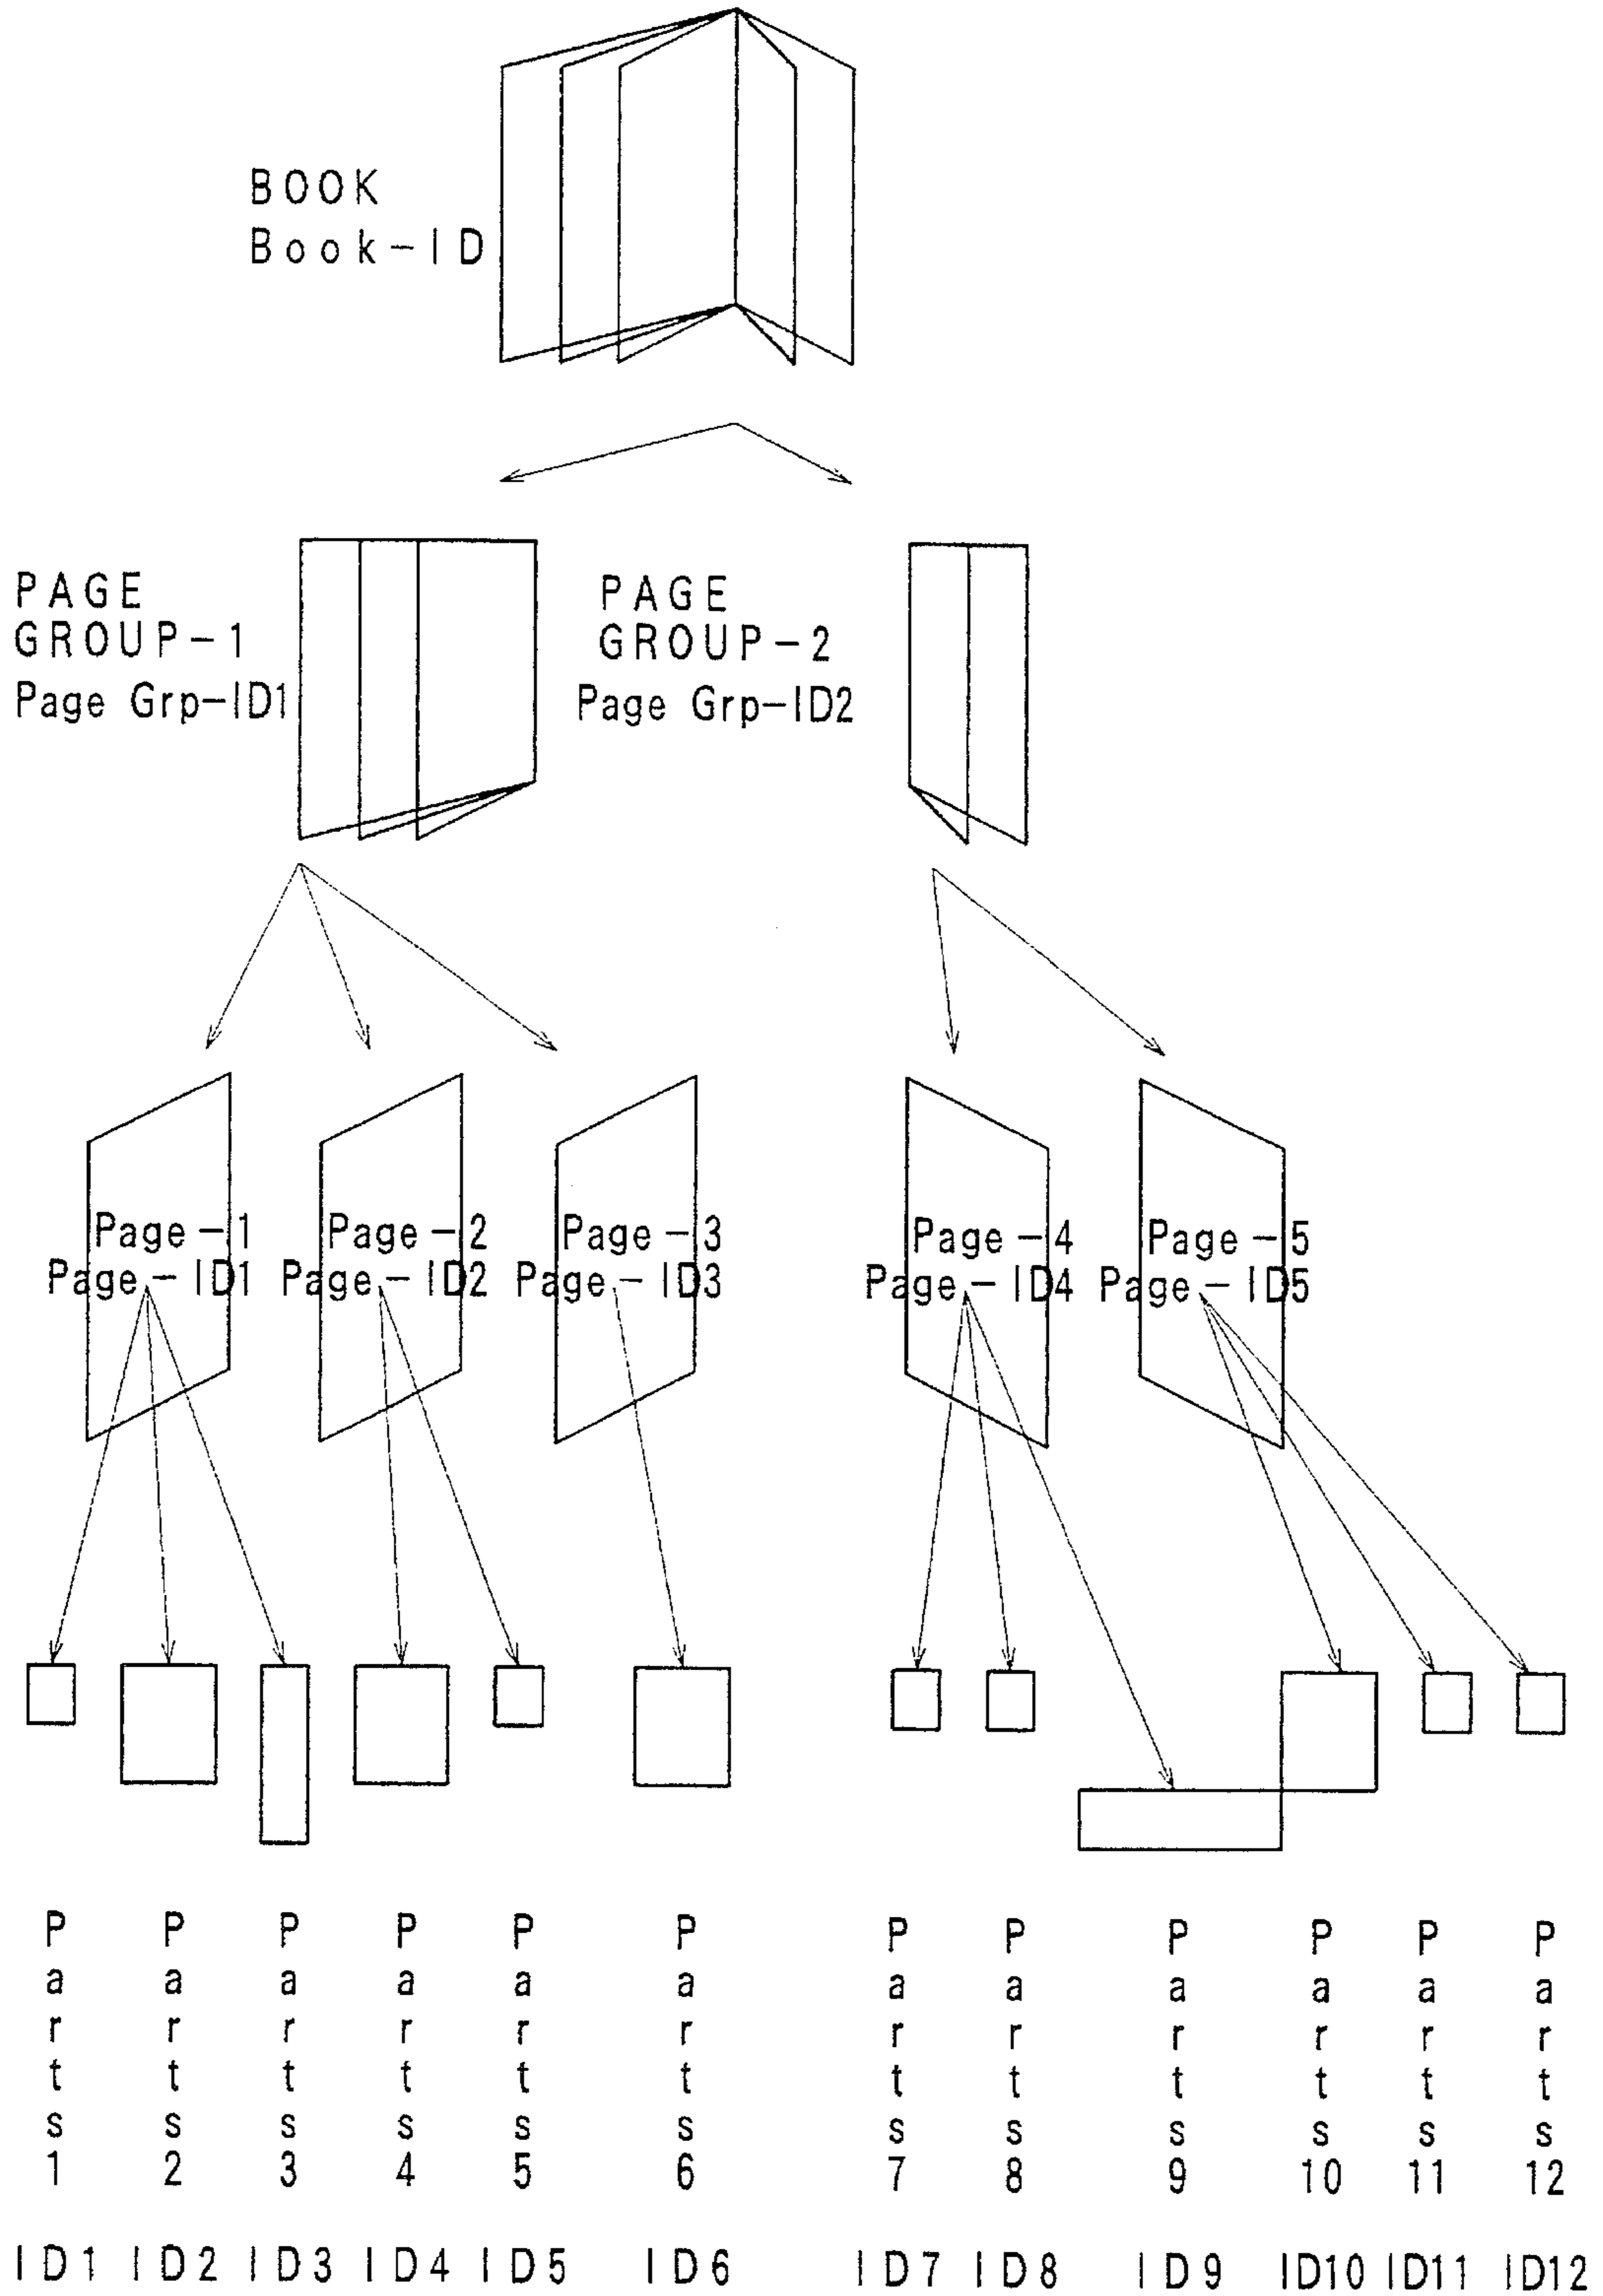 BOOK
Book-ID
PAGE
GROUP-1
Page Grp-ID1
PAGE
GROUP-2
Page Grp-ID2
Page-1
Page-ID1
Page-2
Page-ID2
Page-3
Page-ID3
Page-4
Page-ID4
Page-5
Page-ID5
Parts1
Parts2
Parts3
Parts4
Parts5
Parts6
Parts7
Parts8
Parts9
Parts10
Parts11
Parts12
ID1 ID2 ID3 ID4 ID5 ID6 ID7 ID8 ID9 ID10 ID11 ID12